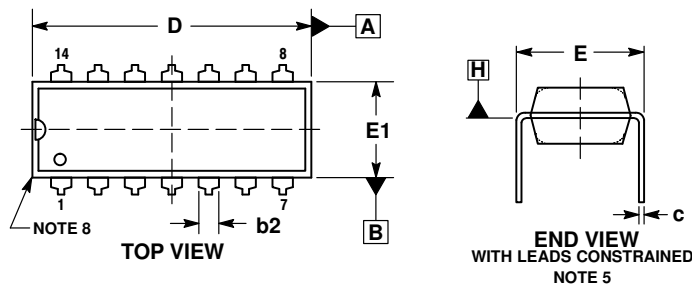 D
A
14
8
H
E
E1
1
7
NOTE 8
b2
B
c
TOP VIEW
END VIEW
WITH LEADS CONSTRAINED
NOTE 5